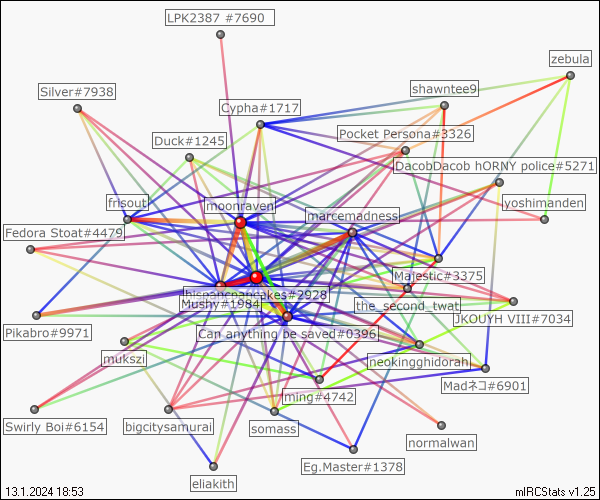 LPK2387 #7690
zebula
Silver#7938
shawntee9
Cypha#1717
Pocket Persona#3326
Duck#1245
DacobDacob hORNY police#5271
frisout
moonraven
yoshimanden
marcemadness
Fedora Stoat#4479
Majestic#3375
hispancpancakes#2928
Mushy#1984
the_second_twat
JKOUYH VIII#7034
Pikabro#9971
Can anything be saved#0396
mukszi
neokingghidorah
Madネコ#6901
ming#4742
Swirly Boi#6154
bigcitysamurai
somass
normalwan
Eg.Master#1378
eliakith
13.1.2024 18:53
mIRCStats v1.25